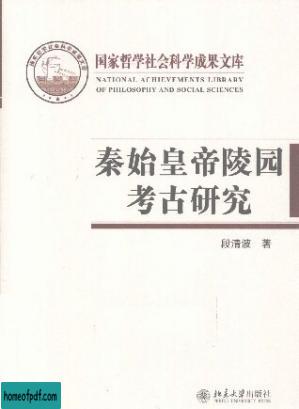 国家哲学社会科学成果文库
NATIONAL ACHIEVEMENTS LIBRARY
OF PHILOSOPHY AND SOCIAL SCIENCES
秦始皇帝陵园
考古研究
段清波 著
北京大学出版社
homeofpdf.com